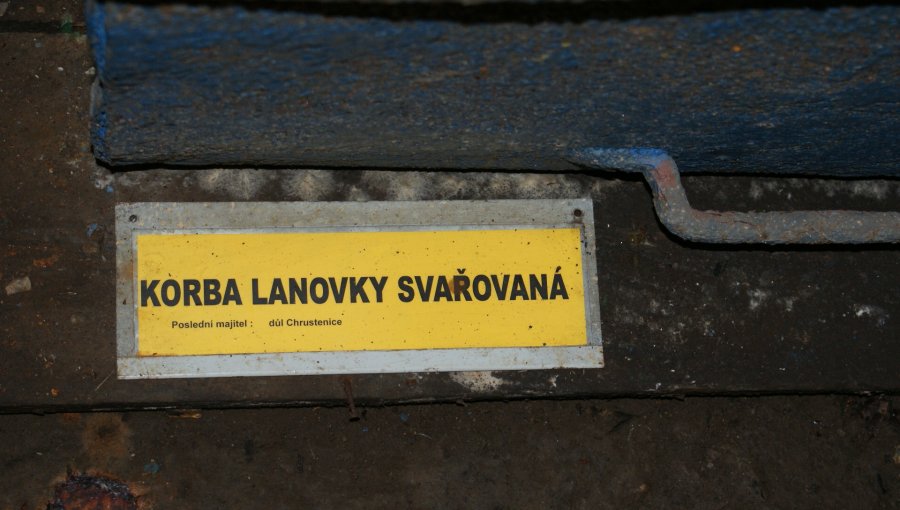 KORBA LANOVKY SVAŘOVANÁ
Poslední majitel : důl Chrustenice